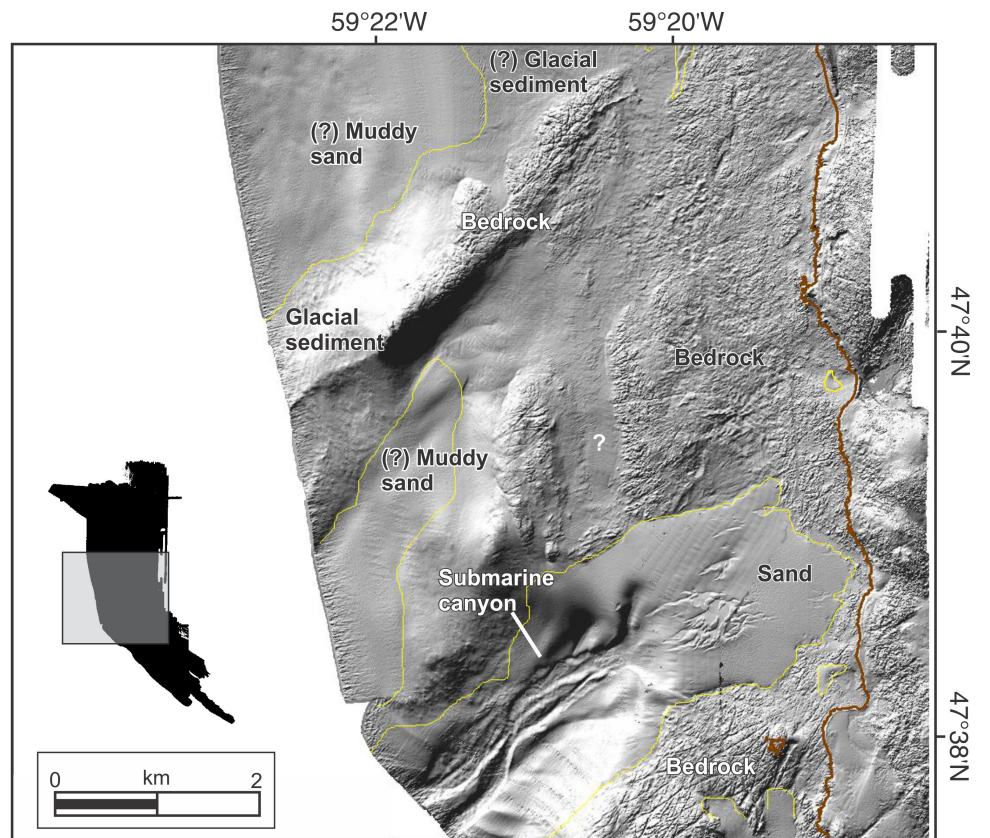 59°22'W
59°20'W
(?) Glacial
sediment
(?) Muddy
sand
Bedrock
47°40'N
Glacial
sediment
Bedrock
?
(?) Muddy
sand
Sand
Submarine
canyon
47°38'N
Bedrock
0 km 2